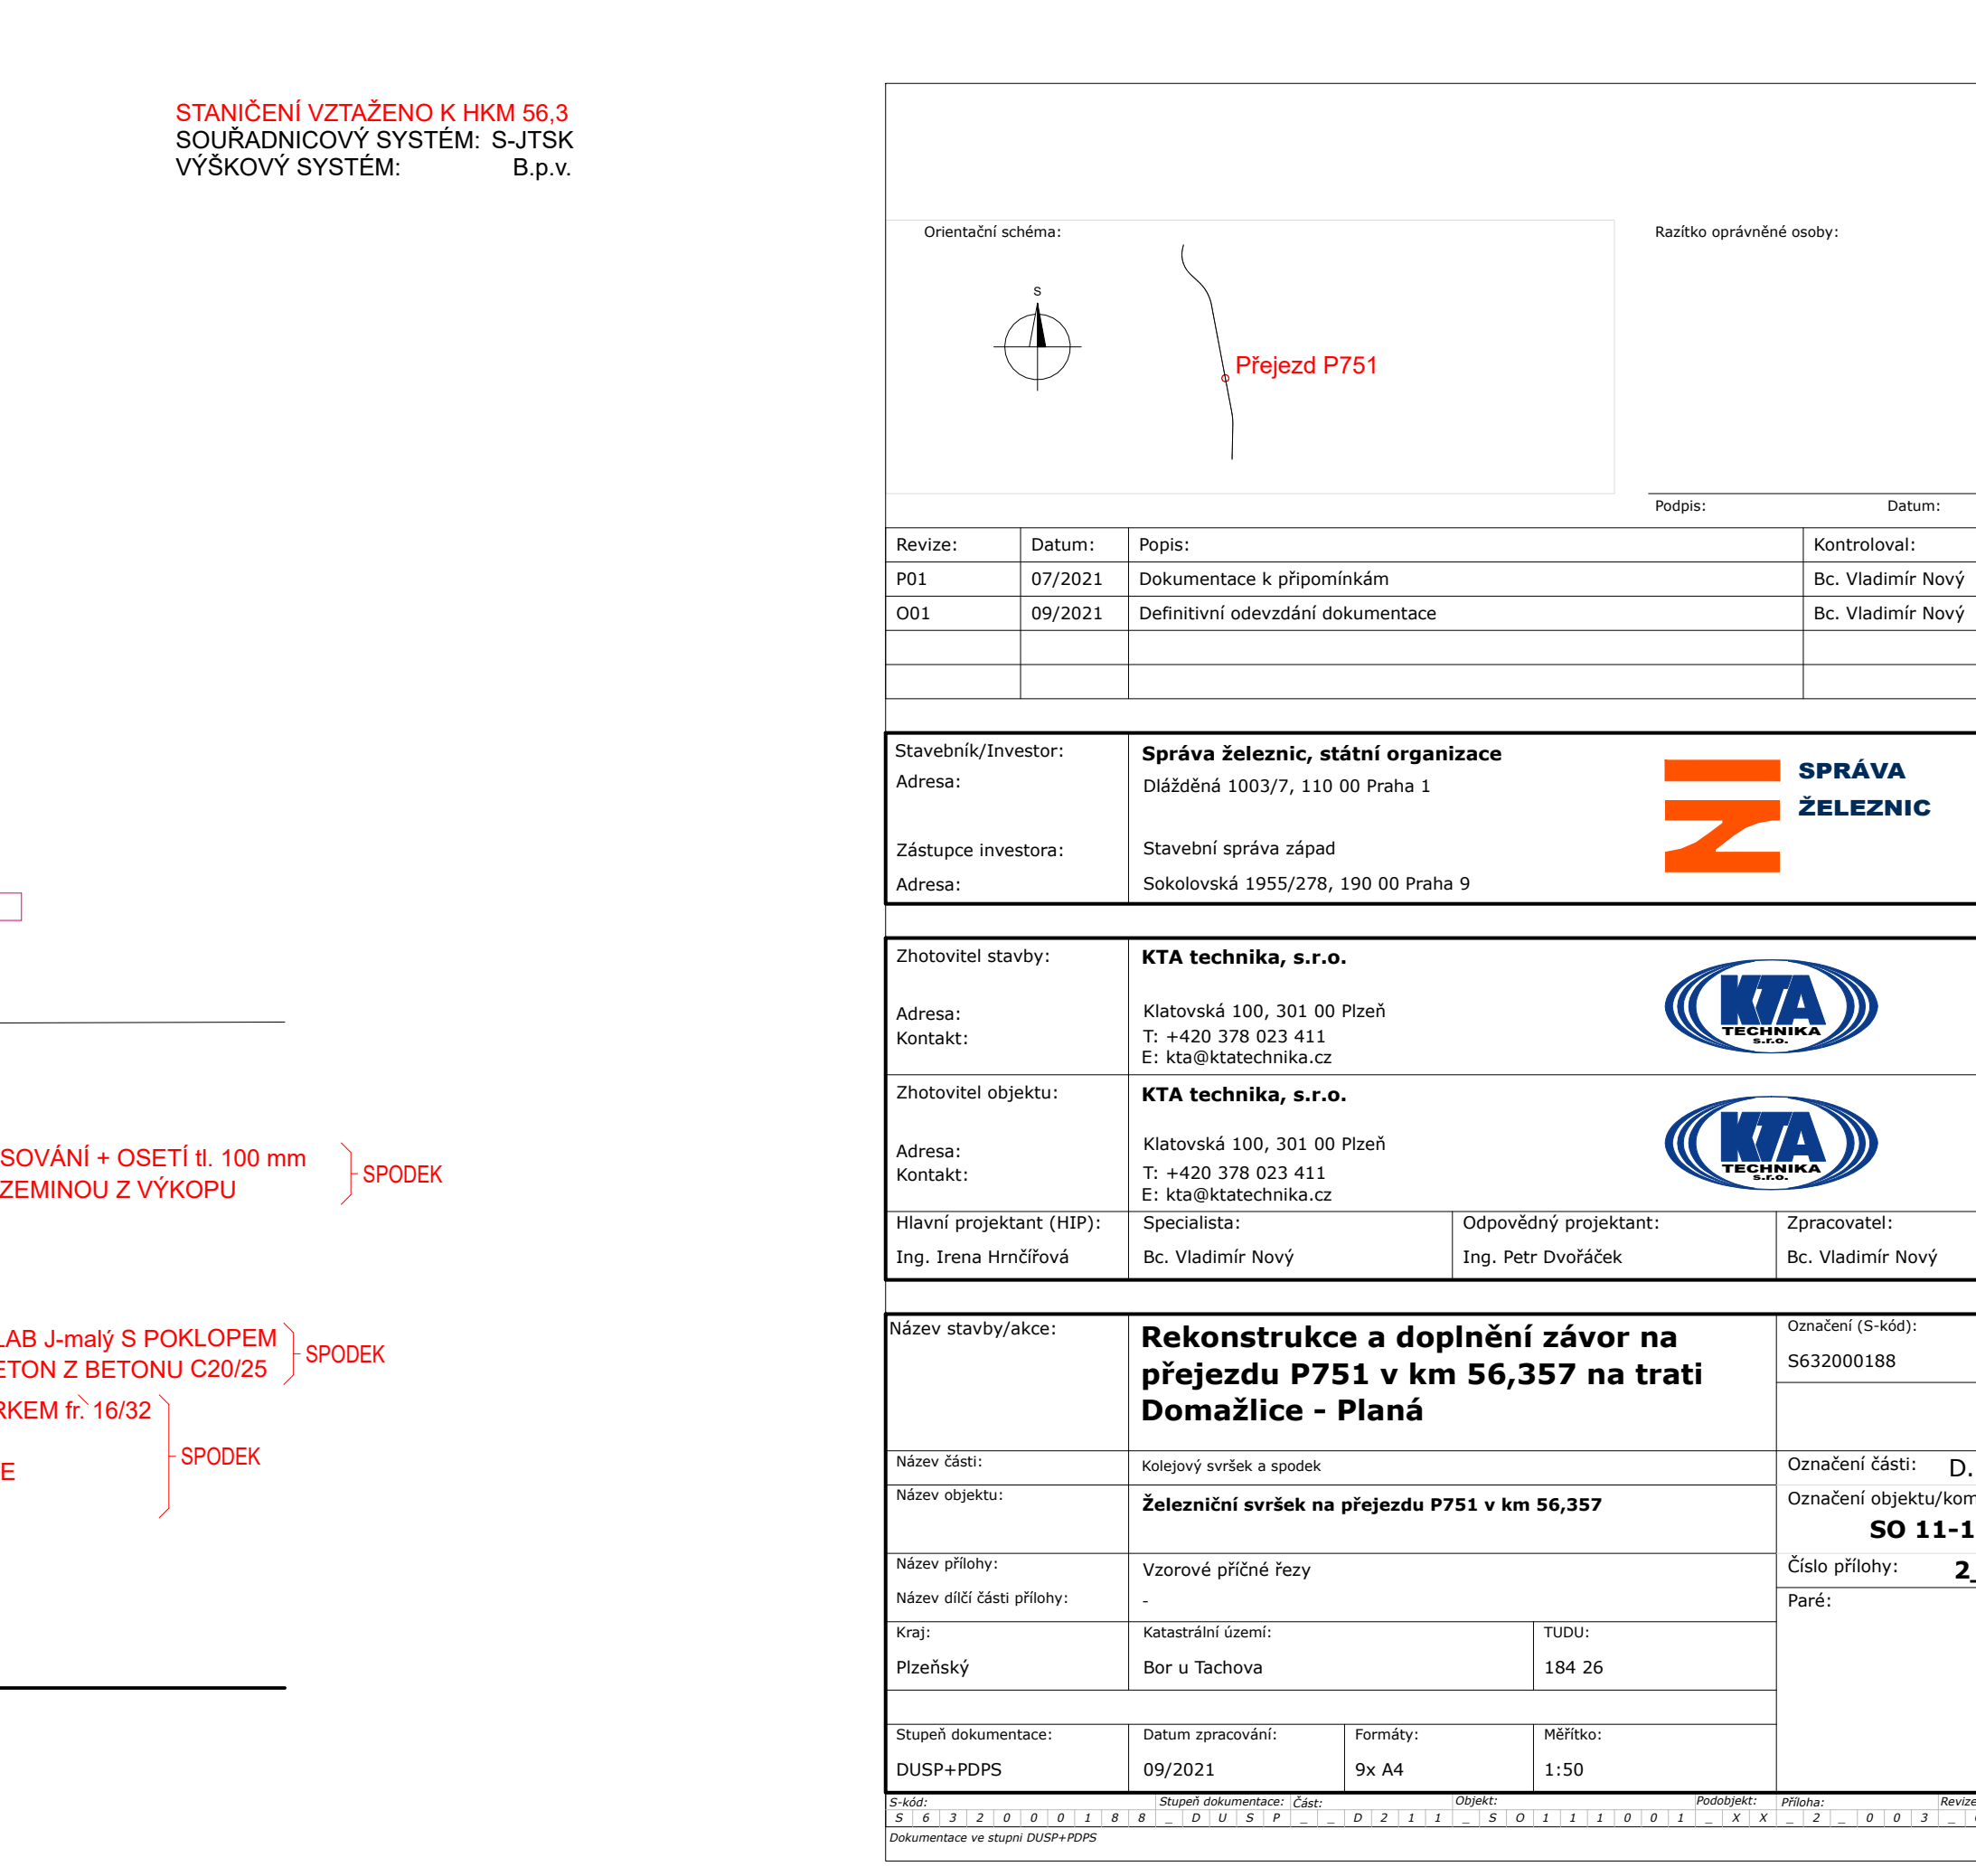 STANIČENÍ VZTAŽENO K HKM 56,3
SOUŘADNICOVÝ SYSTÉM: S-JTSK
VÝŠKOVÝ SYSTÉM: B.p.v.
SOVÁNÍ + OSETÍ tl. 100 mm
ZEMINOU Z VÝKOPU
SPODEK
LAB J-malý S POKLOPEM
ETON Z BETONU C20/25
SPODEK
RKEM fr. 16/32
E
SPODEK
Orientační schéma:
S
Přejezd P751
Razítko oprávněné osoby:
Podpis: Datum:
Revize: Datum: Popis: Kontroloval:
P01 07/2021 Dokumentace k připomínkám Bc. Vladimír Nový
O01 09/2021 Definitivní odevzdání dokumentace Bc. Vladimír Nový
Stavebník/Investor: Správa železnic, státní organizace
Adresa: Dlážděná 1003/7, 110 00 Praha 1
Zástupce investora: Stavební správa západ
Adresa: Sokolovská 1955/278, 190 00 Praha 9
SPRÁVA
ŽELEZNIC
Zhotovitel stavby: KTA technika, s.r.o.
Adresa: Klatovská 100, 301 00 Plzeň
Kontakt: T: +420 378 023 411
E: kta@ktatechnika.cz
KTA
TECHNIKA
s.r.o.
Zhotovitel objektu: KTA technika, s.r.o.
Adresa: Klatovská 100, 301 00 Plzeň
Kontakt: T: +420 378 023 411
E: kta@ktatechnika.cz
KTA
TECHNIKA
s.r.o.
Hlavní projektant (HIP): Specialista: Odpovědný projektant: Zpracovatel:
Ing. Irena Hrnčířová Bc. Vladimír Nový Ing. Petr Dvořáček Bc. Vladimír Nový
Název stavby/akce: Rekonstrukce a doplnění závor na
přejezdu P751 v km 56,357 na trati
Domažlice - Planá
Označení (S-kód):
S632000188
Název části: Kolejový svršek a spodek Označení části: D.
Název objektu: Železniční svršek na přejezdu P751 v km 56,357 Označení objektu/kom
SO 11-1
Název přílohy: Vzorové příčné řezy Číslo přílohy: 2_
Název dílčí části přílohy: - Paré:
Kraj: Katastrální území: TUDU:
Plzeňský Bor u Tachova 184 26
Stupeň dokumentace: Datum zpracování: Formáty: Měřítko:
DUSP+PDPS 09/2021 9x A4 1:50
S-kód: Stupeň dokumentace: Část: Objekt: Podobjekt: Příloha: Revize
S 6 3 2 0 0 0 1 8 8 _ D U S P _ _ D 2 1 1 _ S O 1 1 1 0 0 1 _ X X _ 2 _ 0 0 3 _
Dokumentace ve stupni DUSP+PDPS